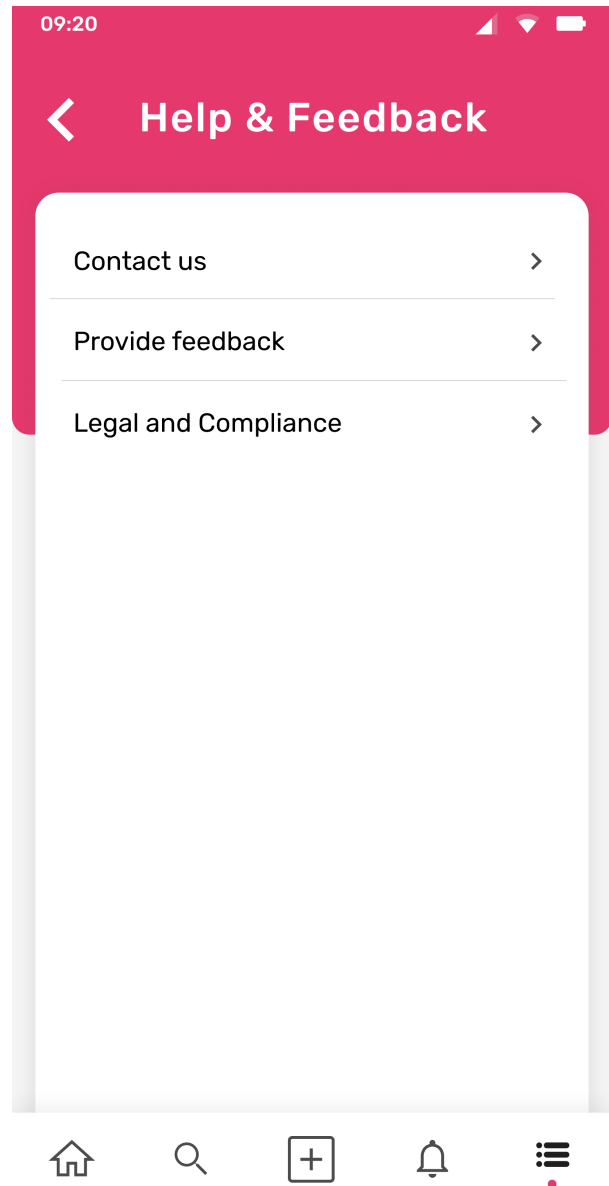 09:20
Help & Feedback
Contact us
Provide feedback
Legal and Compliance